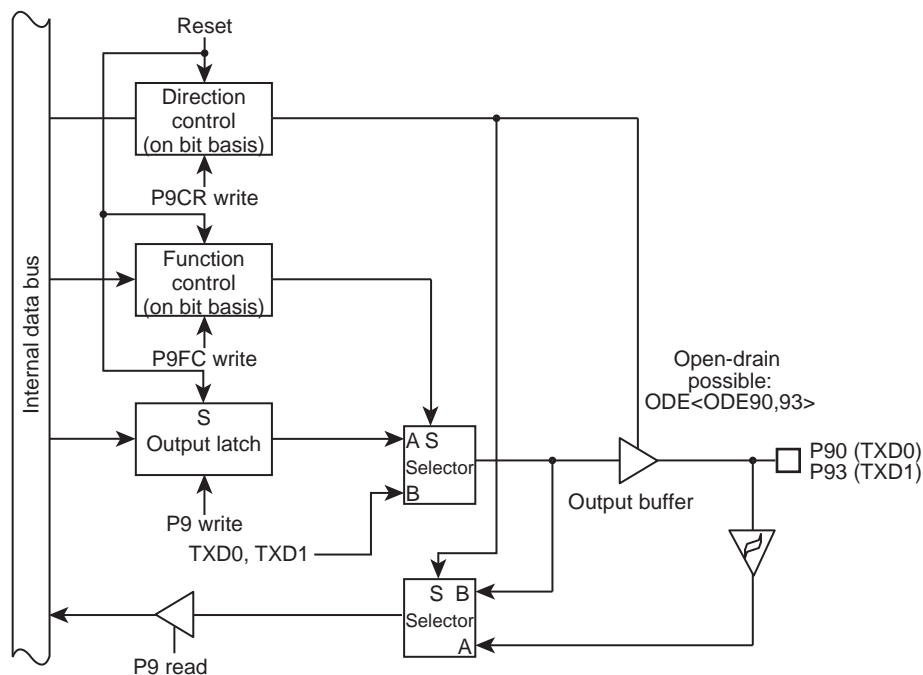 Reset
Direction
control
(on bit basis)
P9CR write
Function
control
(on bit basis)
Internal data bus
P9FC write
Open-drain
possible:
ODE<ODE90,93>
S
Output latch
A S
Selector
B
P90 (TXD0)
P93 (TXD1)
Output buffer
P9 write
TXD0, TXD1
S B
Selector
A
P9 read